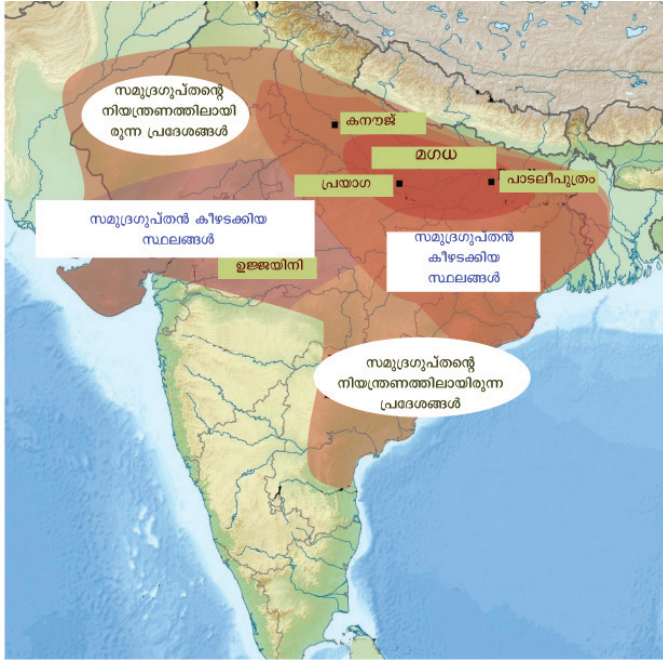 സമുദ്രഗുപ്തന്റെ
നിയന്ത്രണത്തിലായി
രുന്ന പ്രദേശങ്ങൾ
കനൗജ്
മഗധ
പ്രയാഗ
പാടലീപുത്രം
സമുദ്രഗുപ്തൻ കീഴടക്കിയ
സ്ഥലങ്ങൾ
സമുദ്രഗുപ്തൻ
കീഴടക്കിയ
സ്ഥലങ്ങൾ
ഉജ്ജയിനി
സമുദ്രഗുപ്തന്റെ
നിയന്ത്രണത്തിലായിരുന്ന
പ്രദേശങ്ങൾ